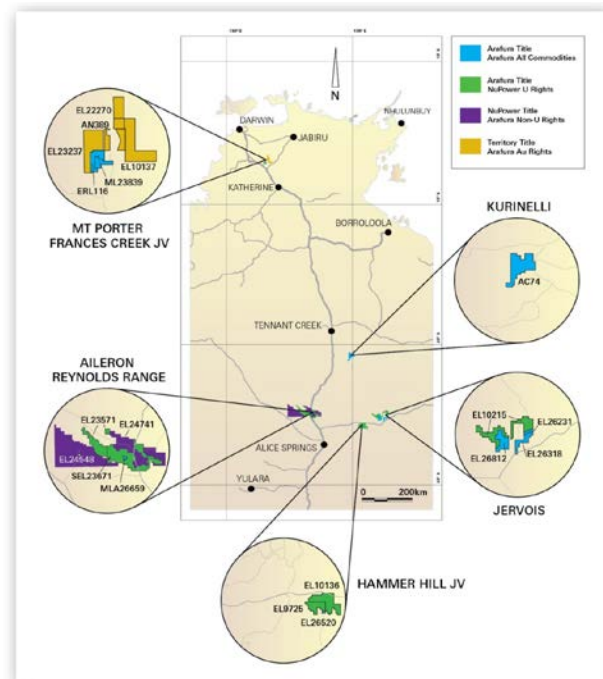 Arafura Title
Arafura All Commodities
Arafura Title
NuPower U Rights
NuPower Title
Arafura Non-U Rights
Territory Title
Arafura Au Rights
N
DARWIN
NHULUNBUY
JABIRU
KATHERINE
BORROLOOLA
TENNANT CREEK
ALICE SPRINGS
YULARA
0 200km
EL22270
AN389
EL23237
EL10137
ML23839
ERL116
MT PORTER
FRANCES CREEK JV
KURINELLI
AC74
AILERON
REYNOLDS RANGE
EL23571
EL24741
EL24548
SEL23671
MLA26659
EL10215
EL26231
EL26318
EL26812
JERVOIS
HAMMER HILL JV
EL10136
EL9725
EL26520